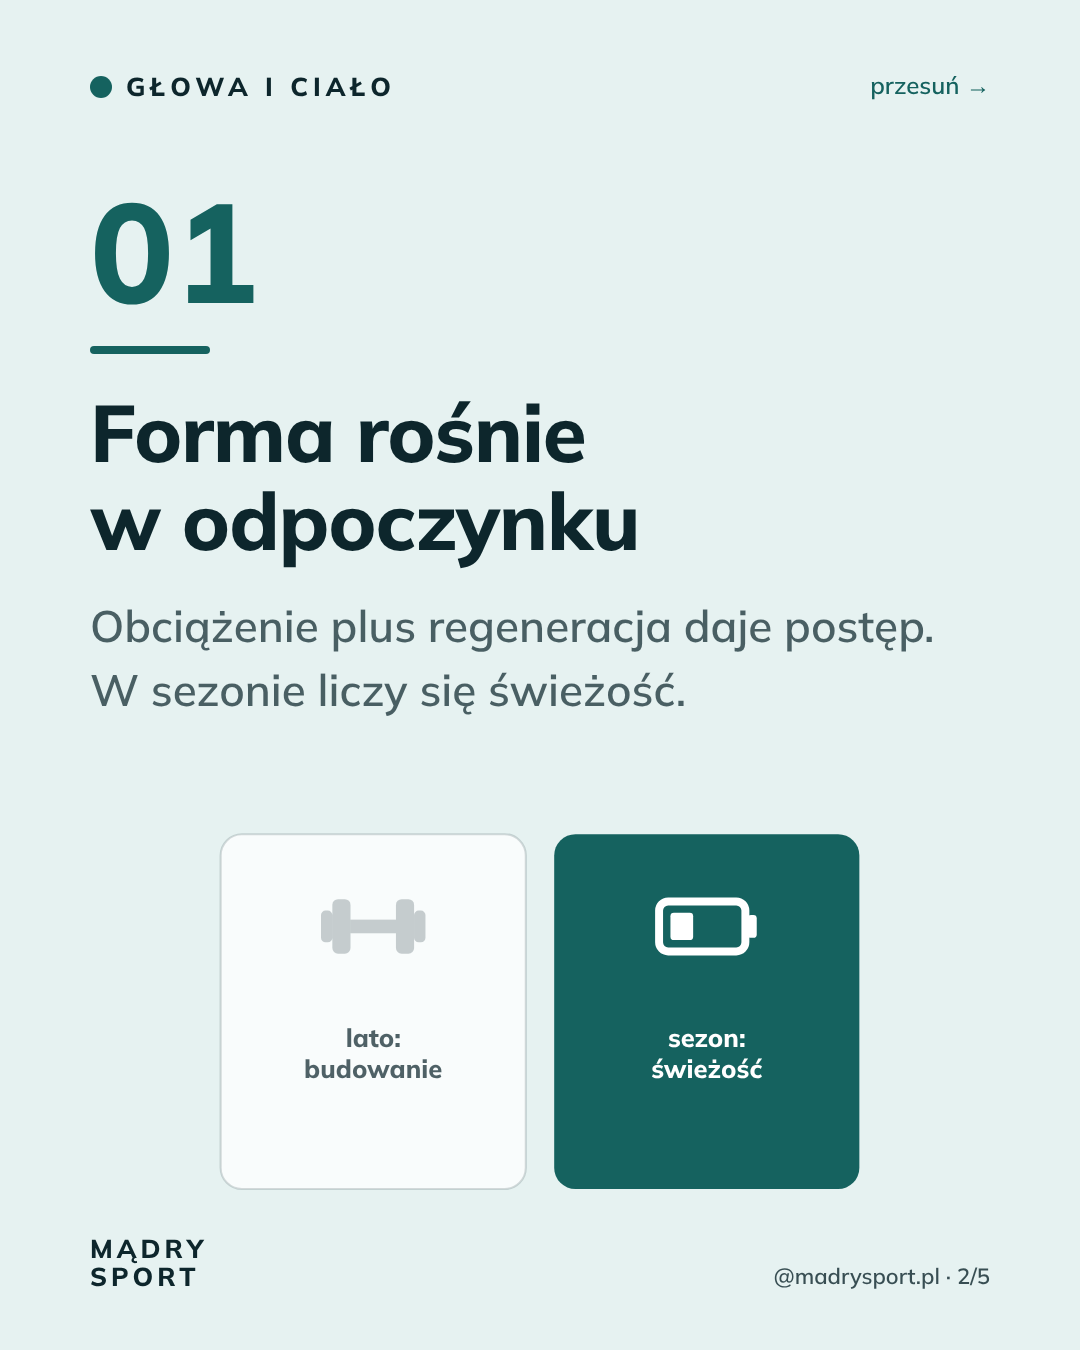 GŁOWA I CIAŁO
przesuń →
01
Forma rośnie
w odpoczynku
Obciążenie plus regeneracja daje postęp.
W sezonie liczy się świeżość.
lato:
budowanie
sezon:
świeżość
MĄDRY
SPORT
@madrysport.pl · 2/5